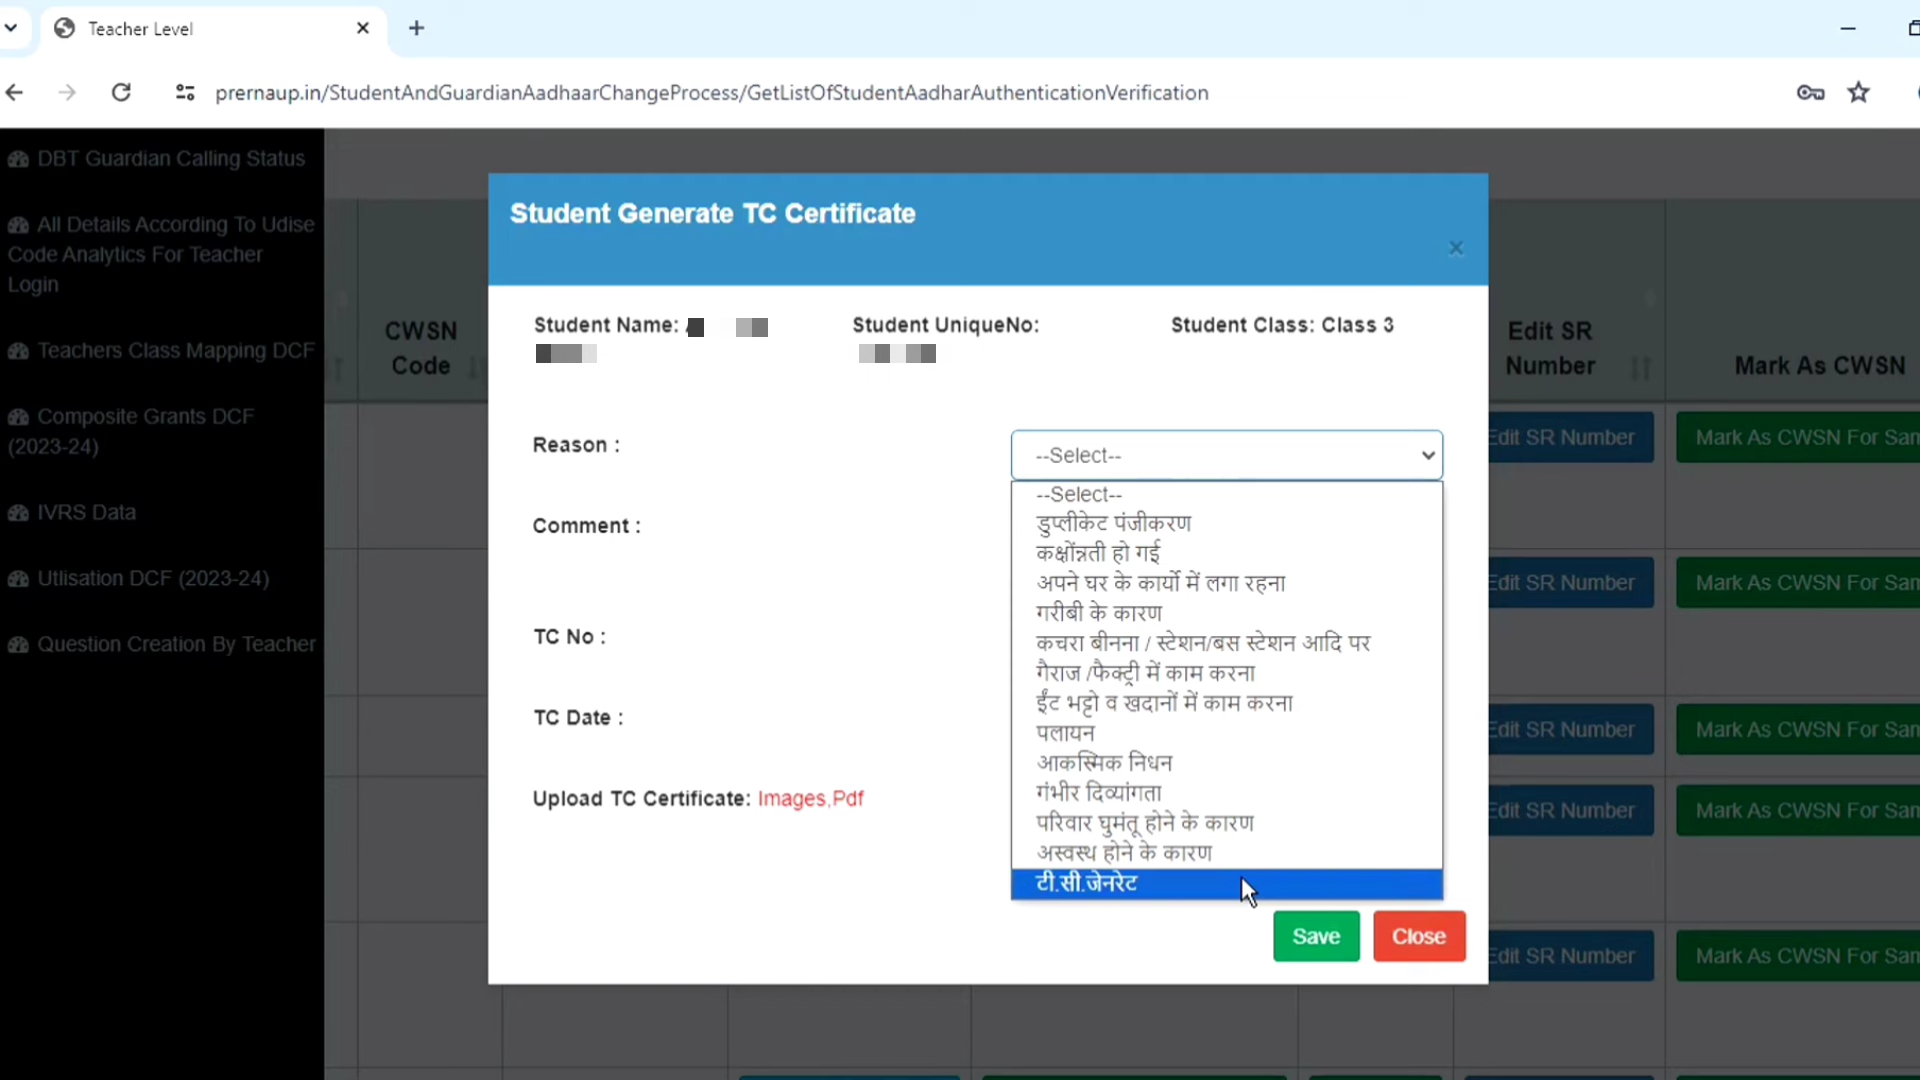 Teacher Level
prernaup.in/StudentAndGuardianAadhaarChangeProcess/GetListOfStudentAadharAuthenticationVerification
DBT Guardian Calling Status
All Details According To Udise
Code Analytics For Teacher
Login
Teachers Class Mapping DCF
Composite Grants DCF
(2023-24)
IVRS Data
Utlisation DCF (2023-24)
Question Creation By Teacher
CWSN
Code
Student Generate TC Certificate
×
Student Name:
Student UniqueNo:
Student Class: Class 3
Reason :
--Select--
--Select--
डुप्लीकेट पंजीकरण
कक्षोंन्नती हो गई
अपने घर के कार्यो में लगा रहना
गरीबी के कारण
कचरा बीनना / स्टेशन/बस स्टेशन आदि पर
गैराज /फैक्ट्री में काम करना
ईंट भट्टो व खदानों में काम करना
पलायन
आकस्मिक निधन
गंभीर दिव्यांगता
परिवार घुमंतू होने के कारण
अस्वस्थ होने के कारण
टी.सी.जेनरेट
Comment :
TC No :
TC Date :
Upload TC Certificate: Images,Pdf
Save
Close
Edit SR
Number
Mark As CWSN
Edit SR Number
Mark As CWSN For
Edit SR Number
Mark As CWSN For
Edit SR Number
Mark As CWSN For
Edit SR Number
Mark As CWSN For
Edit SR Number
Mark As CWSN For